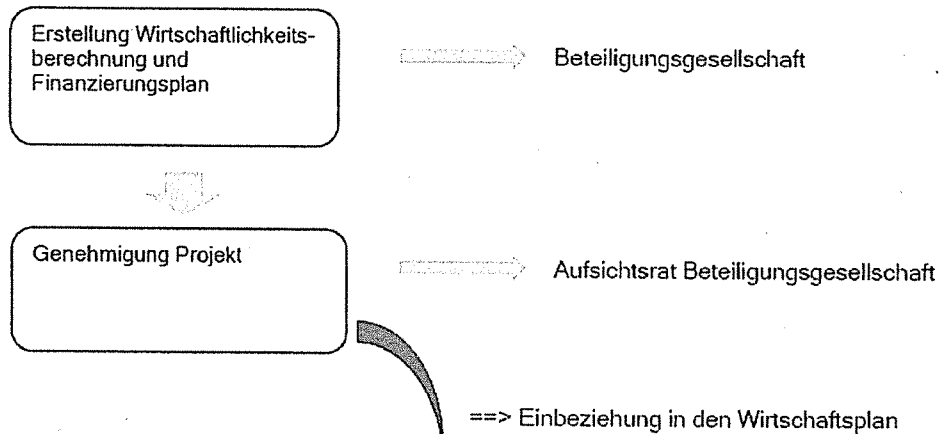 Erstellung Wirtschaftlichkeits-
berechnung und
Finanzierungsplan
Beteiligungsgesellschaft
Genehmigung Projekt
Aufsichtsrat Beteiligungsgesellschaft
==> Einbeziehung in den Wirtschaftsplan